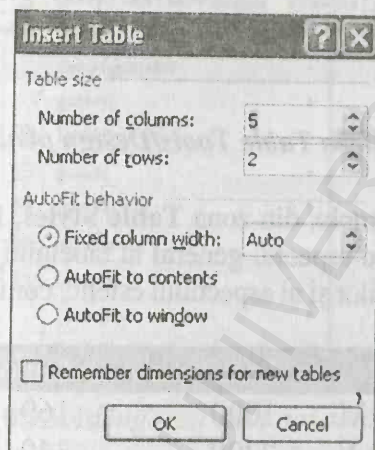 Insert Table
Table size
Number of columns: 5
Number of rows: 2
AutoFit behavior
Fixed column width: Auto
AutoFit to contents
AutoFit to window
Remember dimensions for new tables
OK Cancel